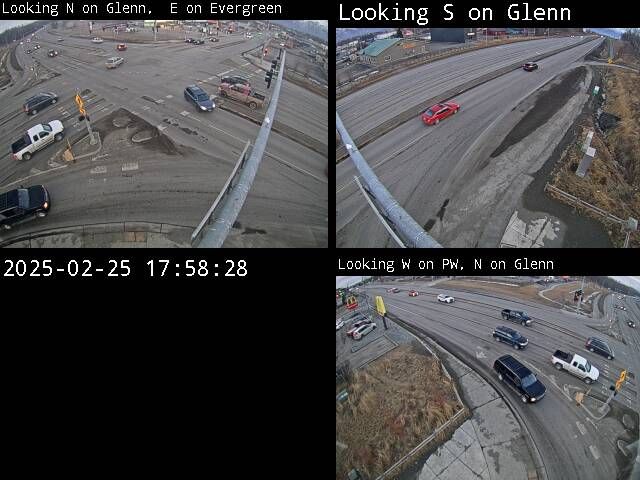 Looking N on Glenn, E on Evergreen
Looking S on Glenn
2025-02-25 17:58:28
Looking W on PW, N on Glenn